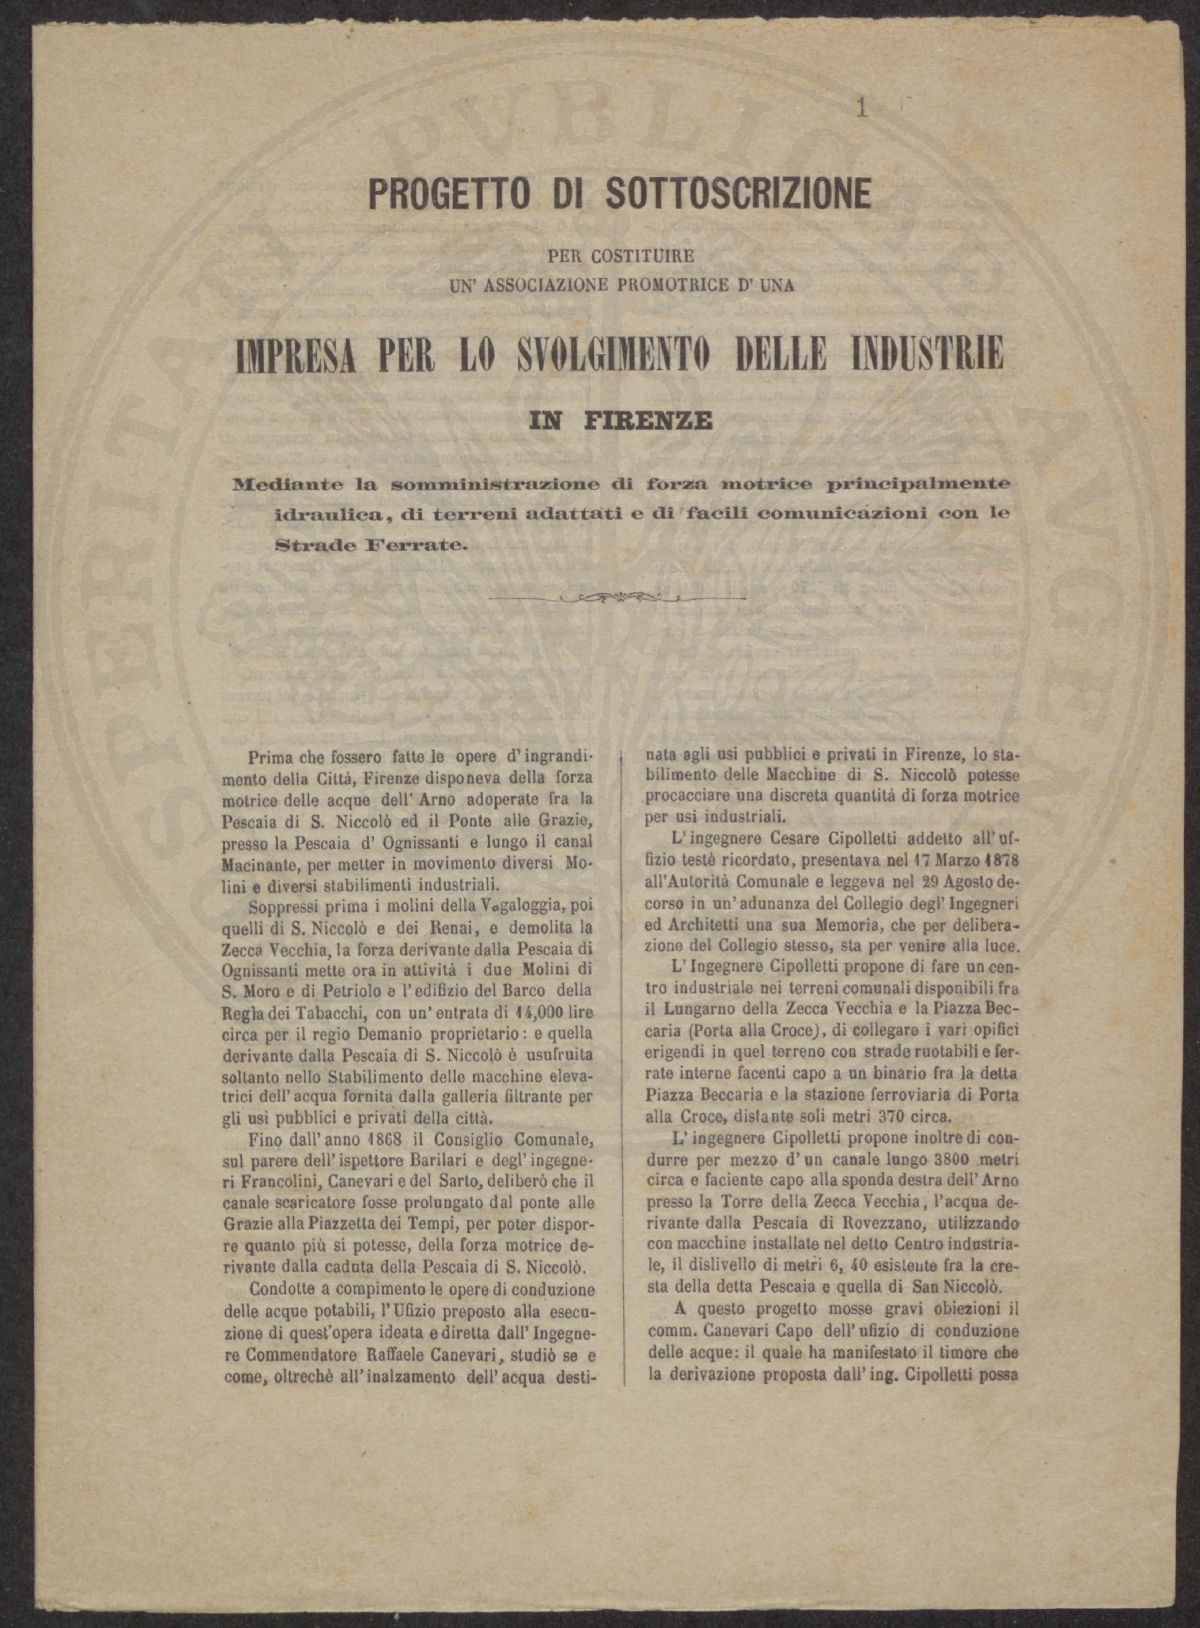 1
PROGETTO DI SOTTOSCRIZIONE
PER COSTITUIRE
UN' ASSOCIAZIONE PROMOTRICE D' UNA
IMPRESA PER LO SVOLGIMENTO DELLE INDUSTRIE
IN FIRENZE
Mediante la somministrazione di forza motrice principalmente
idraulica, di terreni adattati e di facili comunicazioni con le
Strade Ferrate.
Prima che fossero fatte le opere d' ingrandi-
mento della Città, Firenze disponeva della forza
motrice delle acque dell' Arno adoperate fra la
Pescaia di S. Niccolò ed il Ponte alle Grazie,
presso la Pescaia d' Ognissanti e lungo il canal
Macinante, per metter in movimento diversi Mo-
lini e diversi stabilimenti industriali.
Soppressi prima i molini della Vagaloggia, poi
quelli di S. Niccolò e dei Renai, e demolita la
Zecca Vecchia, la forza derivante dalla Pescaia di
Ognissanti mette ora in attività i due Molini di
S. Moro e di Petriolo e l' edifizio del Barco della
Regìa dei Tabacchi, con un' entrata di 14,000 lire
circa per il regio Demanio proprietario: e quella
derivante dalla Pescaia di S. Niccolò è usufruita
soltanto nello Stabilimento delle macchine eleva-
trici dell' acqua fornita dalla galleria filtrante per
gli usi pubblici e privati della città.
Fino dall' anno 1868 il Consiglio Comunale,
sul parere dell' ispettore Barilari e degl' ingegne-
ri Francolini, Canevari e del Sarto, deliberò che il
canale scaricatore fosse prolungato dal ponte alle
Grazie alla Piazzetta dei Tempi, per poter dispor-
re quanto più si potesse, della forza motrice de-
rivante dalla caduta della Pescaia di S. Niccolò.
Condotte a compimento le opere di conduzione
delle acque potabili, l' Ufizio preposto alla esecu-
zione di quest'opera ideata e diretta dall' Ingegne-
re Commendatore Raffaele Canevari, studiò se e
come, oltrechè all' inalzamento dell' acqua desti-
nata agli usi pubblici e privati in Firenze, lo sta-
bilimento delle Macchine di S. Niccolò potesse
procacciare una discreta quantità di forza motrice
per usi industriali.
L' ingegnere Cesare Cipolletti addetto all' uf-
fizio testè ricordato, presentava nel 17 Marzo 1878
all'Autorità Comunale e leggeva nel 29 Agosto de-
corso in un' adunanza del Collegio degl' Ingegneri
ed Architetti una sua Memoria, che per delibera-
zione del Collegio stesso, sta per venire alla luce.
L' Ingegnere Cipolletti propone di fare un cen-
tro industriale nei terreni comunali disponibili fra
il Lungarno della Zecca Vecchia e la Piazza Bec-
caria (Porta alla Croce), di collegare i vari opifici
erigendi in quel terreno con strade ruotabili e fer-
rate interne facenti capo a un binario fra la detta
Piazza Beccaria e la stazione ferroviaria di Porta
alla Croce, distante soli metri 370 circa.
L' ingegnere Cipolletti propone inoltre di con-
durre per mezzo d' un canale lungo 3800 metri
circa e faciente capo alla sponda destra dell' Arno
presso la Torre della Zecca Vecchia, l'acqua de-
rivante dalla Pescaia di Rovezzano, utilizzando
con macchine installate nel detto Centro industria-
le, il dislivello di metri 6, 40 esistente fra la cre-
sta della detta Pescaia e quella di San Niccolò.
A questo progetto mosse gravi obiezioni il
comm. Canevari Capo dell' ufizio di conduzione
delle acque: il quale ha manifestato il timore che
la derivazione proposta dall' ing. Cipolletti possa